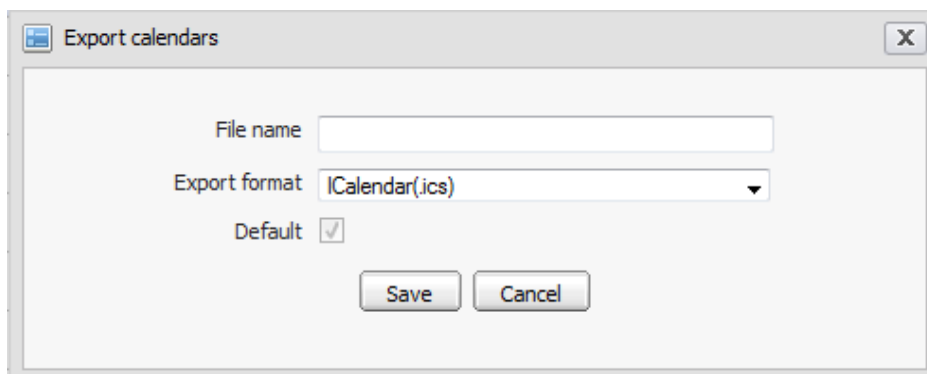 Export calendars
File name
Export format ICalendar(.ics)
Default
Save Cancel